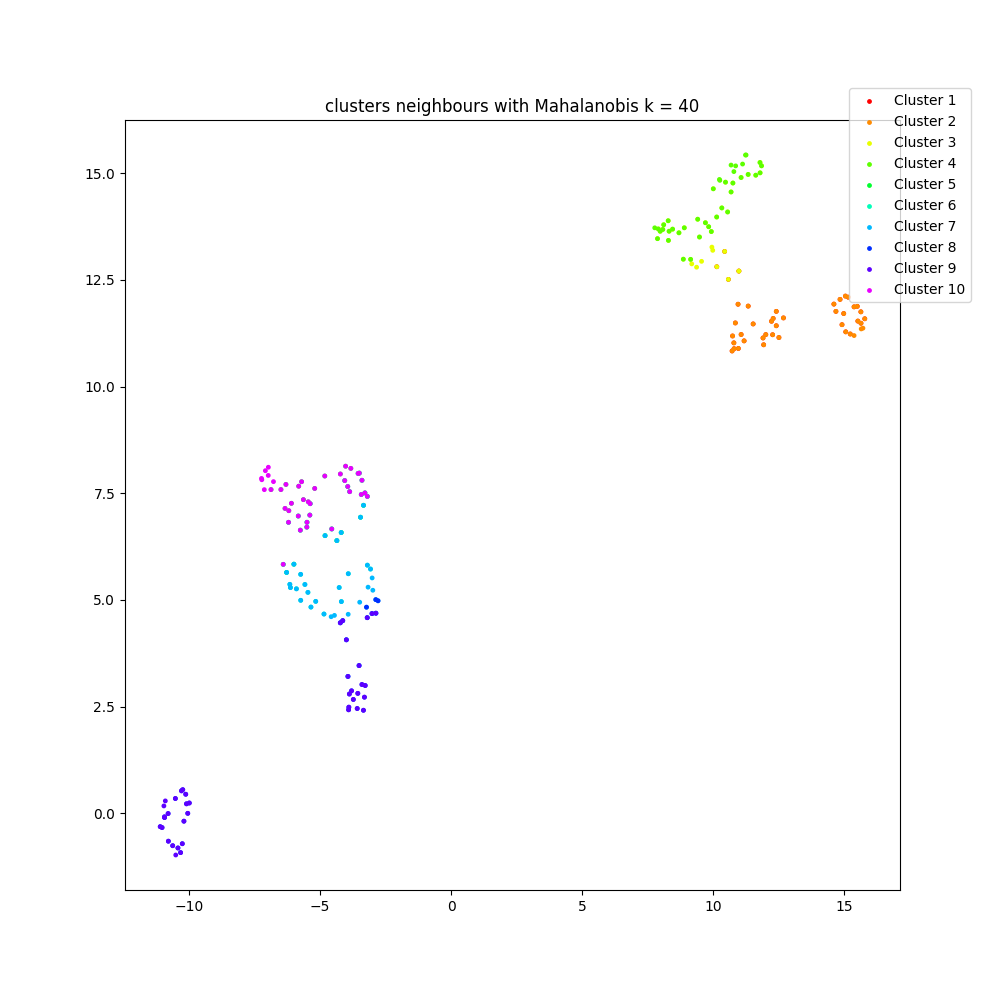 clusters neighbours with Mahalanobis k = 40
Cluster 1
Cluster 2
Cluster 3
Cluster 4
Cluster 5
Cluster 6
Cluster 7
Cluster 8
Cluster 9
Cluster 10
15.0
12.5
10.0
7.5
5.0
2.5
0.0
−10 −5 0 5 10 15